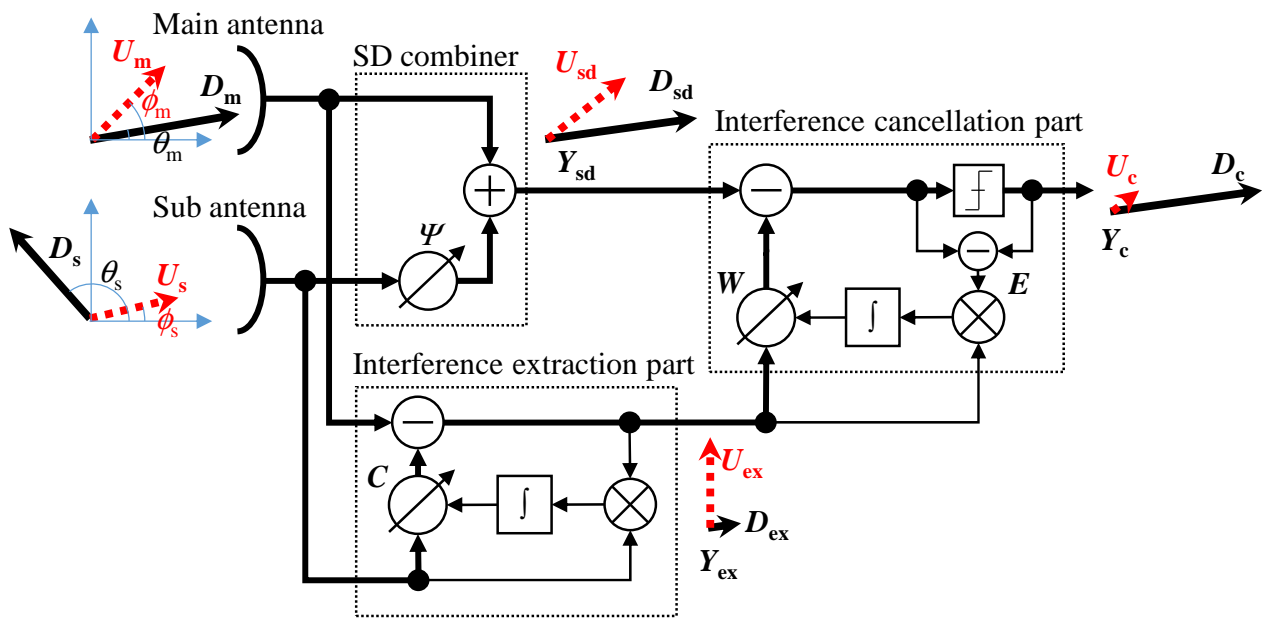 Main antenna
U_m
D_m
ϕ_m
θ_m
SD combiner
Ψ
+
U_sd
D_sd
Y_sd
Interference cancellation part
−
−
W
∫
E
U_c
D_c
Y_c
Sub antenna
D_s
θ_s
U_s
ϕ_s
Interference extraction part
−
C
∫
U_ex
D_ex
Y_ex